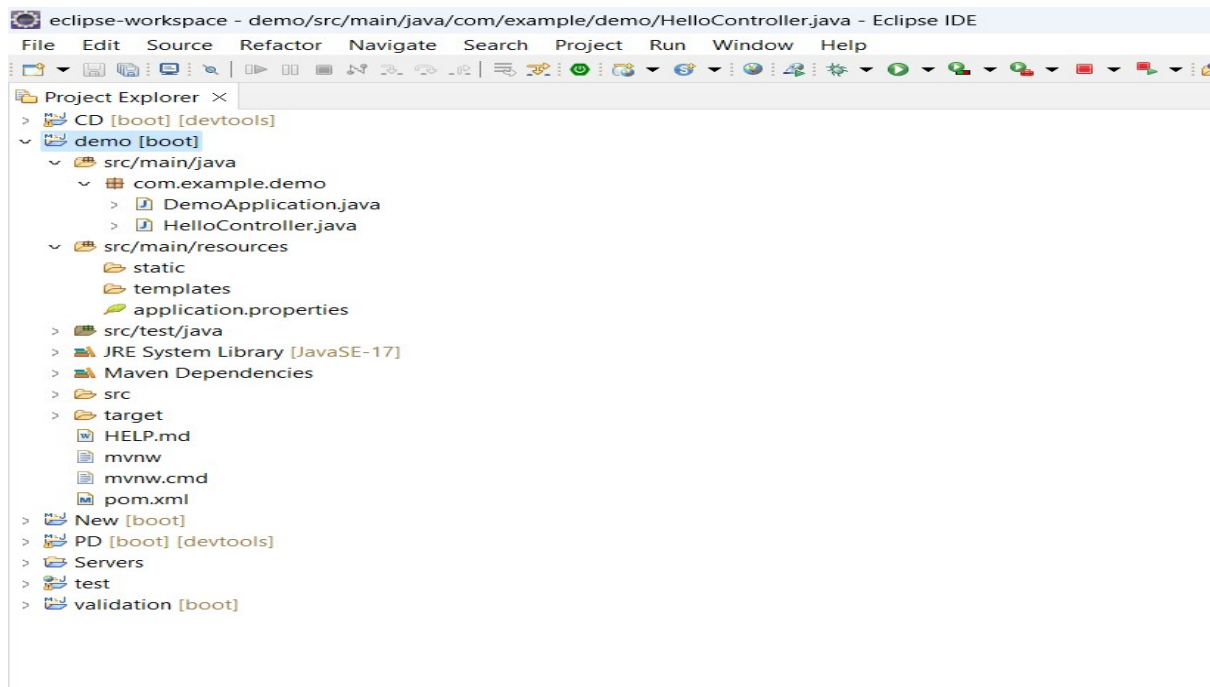 eclipse-workspace - demo/src/main/java/com/example/demo/HelloController.java - Eclipse IDE
File Edit Source Refactor Navigate Search Project Run Window Help
Project Explorer
CD [boot] [devtools]
demo [boot]
src/main/java
com.example.demo
DemoApplication.java
HelloController.java
src/main/resources
static
templates
application.properties
src/test/java
JRE System Library [JavaSE-17]
Maven Dependencies
src
target
HELP.md
mvnw
mvnw.cmd
pom.xml
New [boot]
PD [boot] [devtools]
Servers
test
validation [boot]